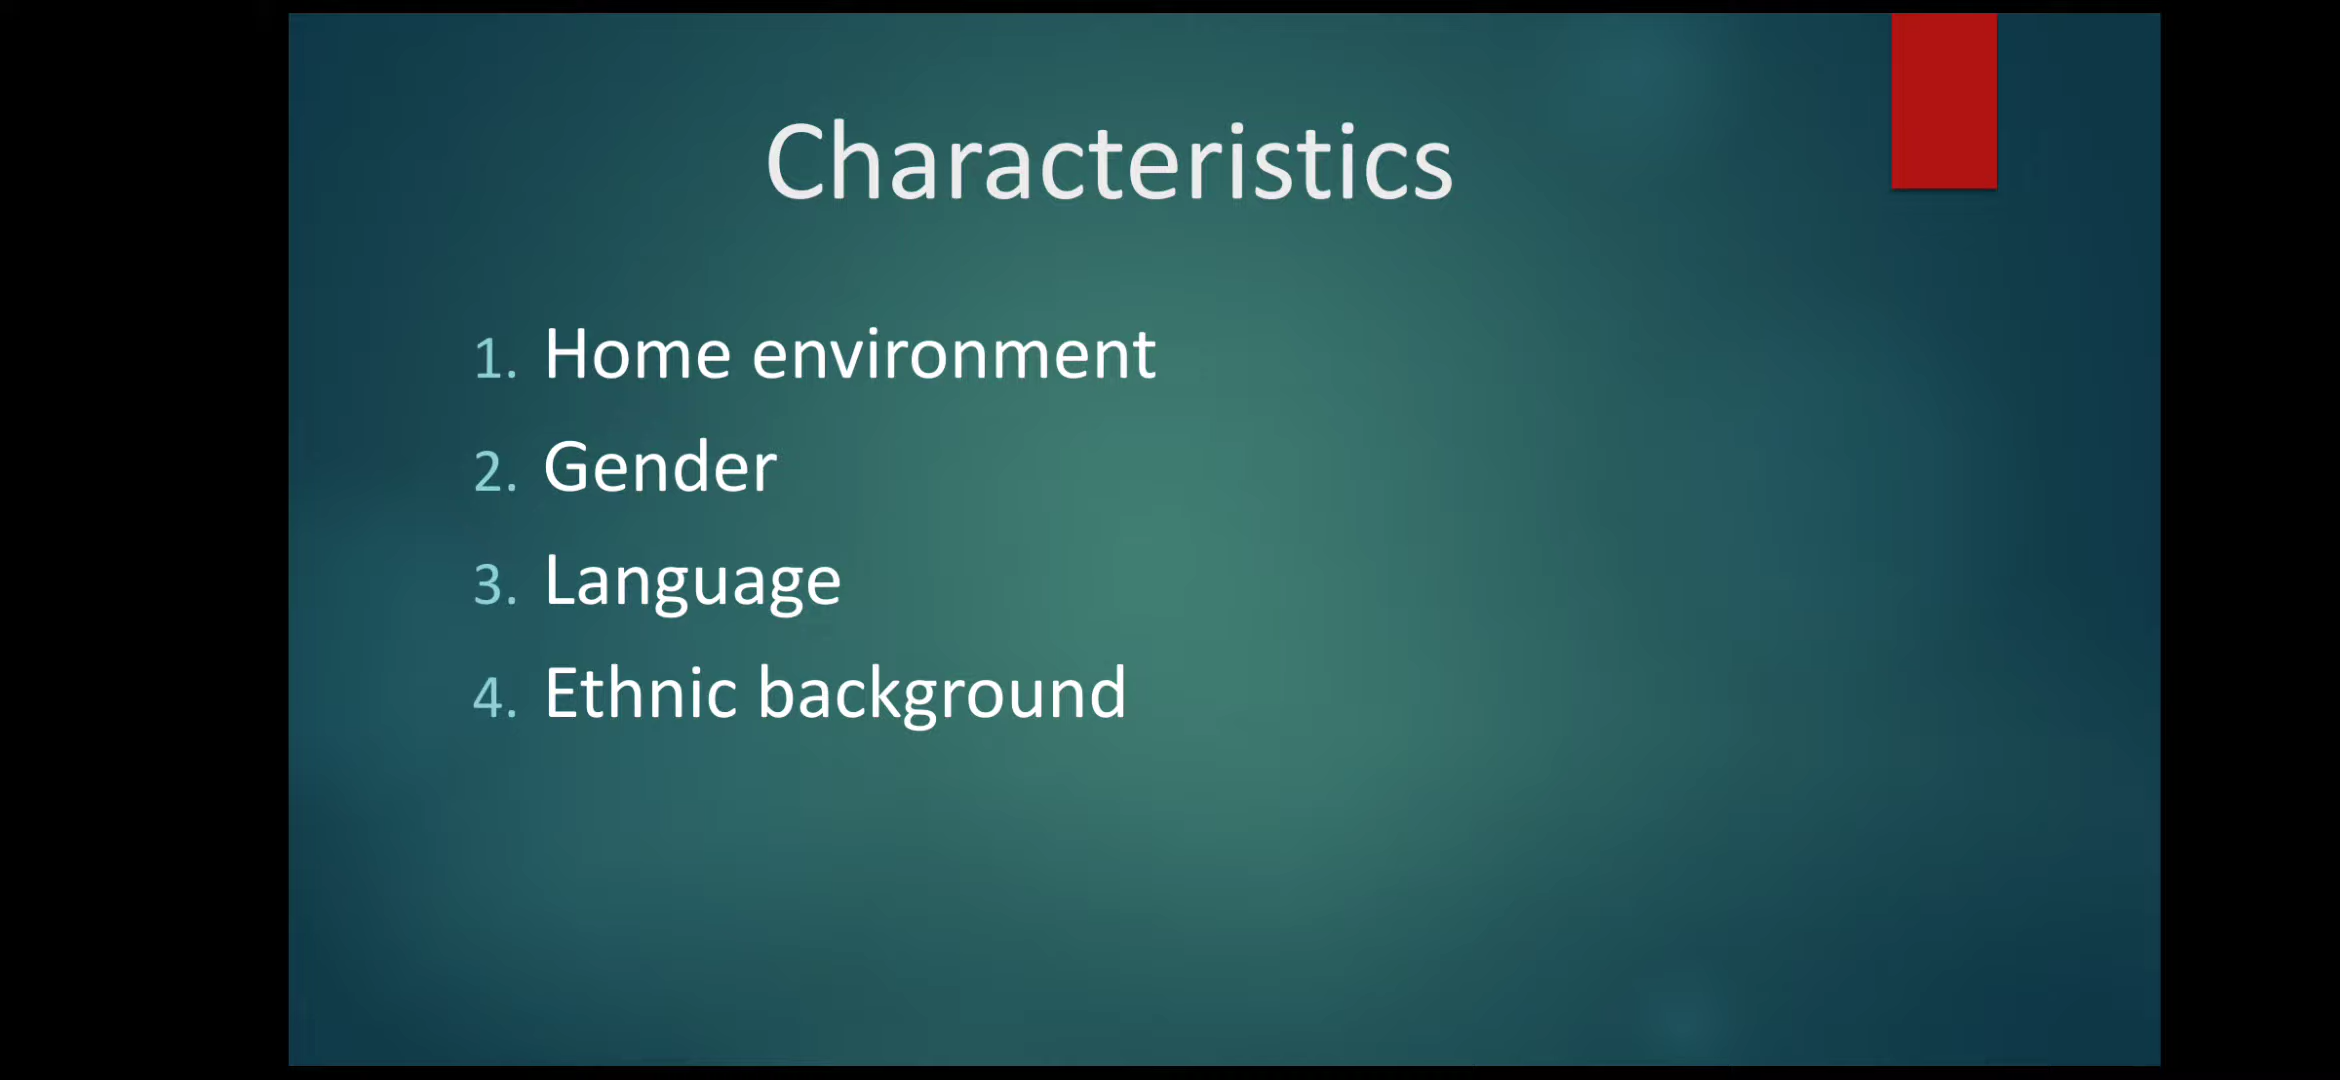 Characteristics
1. Home environment
2. Gender
3. Language
4. Ethnic background